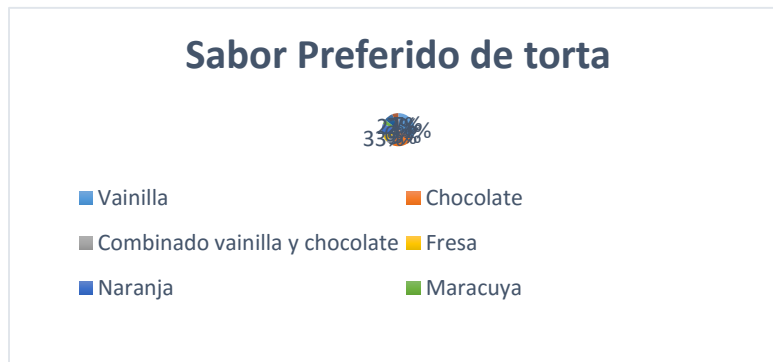 Sabor Preferido de torta
Vainilla
Chocolate
Combinado vainilla y chocolate
Fresa
Naranja
Maracuya